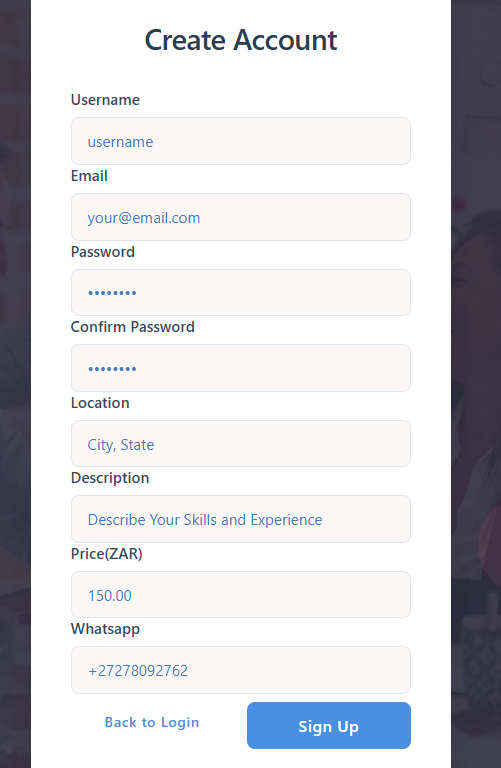 Create Account
Username
username
Email
your@email.com
Password
••••••••
Confirm Password
••••••••
Location
City, State
Description
Describe Your Skills and Experience
Price(ZAR)
150.00
Whatsapp
+27278092762
Back to Login
Sign Up